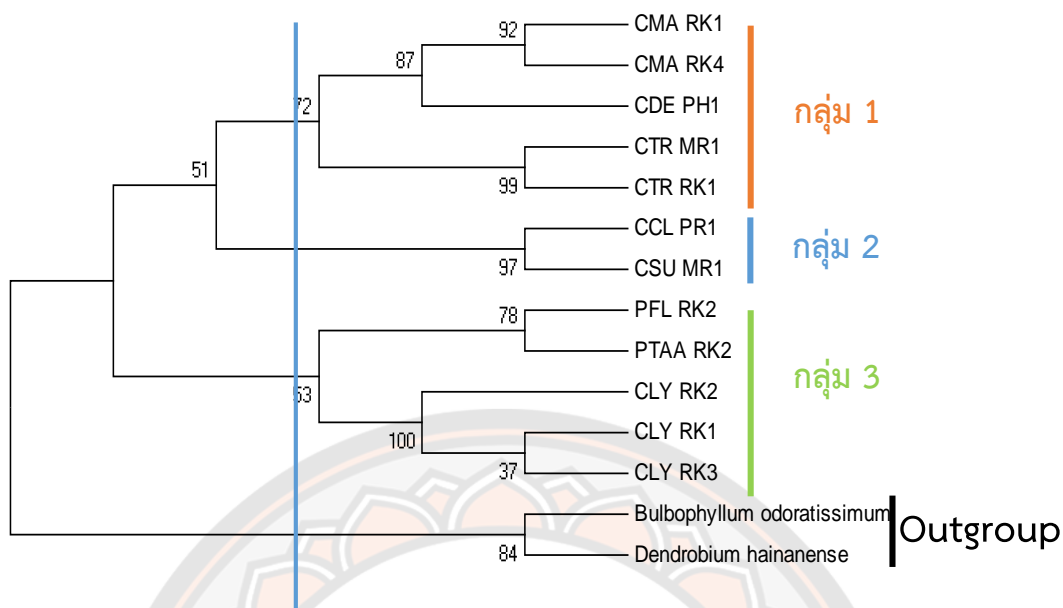 92
CMA RK1
CMA RK4
87
CDE PH1
72
CTR MR1
CTR RK1
99
กลุ่ม 1
51
CCL PR1
CSU MR1
97
กลุ่ม 2
78
PFL RK2
PTAA RK2
CLY RK2
100
CLY RK1
CLY RK3
37
กลุ่ม 3
Bulbophyllum odoratissimum
Dendrobium hainanense
84
Outgroup